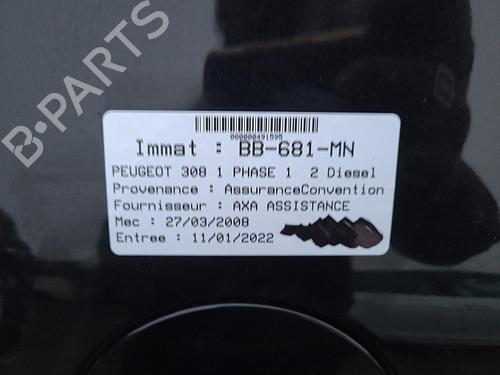 B-PARTS
000000491595
Immat : BB-681-MN
PEUGEOT 308 1 PHASE 1 2 Diesel
Provenance : AssuranceConvention
Fournisseur : AXA ASSISTANCE
Mec : 27/03/2008
Entree : 11/01/2022